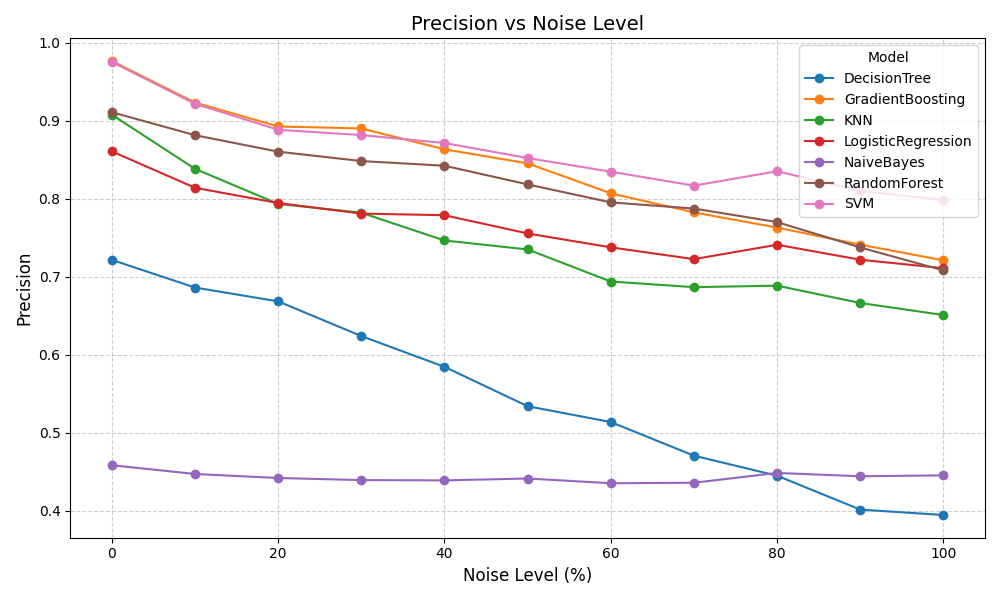 Precision vs Noise Level
Precision
1.0
0.9
0.8
0.7
0.6
0.5
0.4
0
20
40
60
80
100
Noise Level (%)
Model
DecisionTree
GradientBoosting
KNN
LogisticRegression
NaiveBayes
RandomForest
SVM